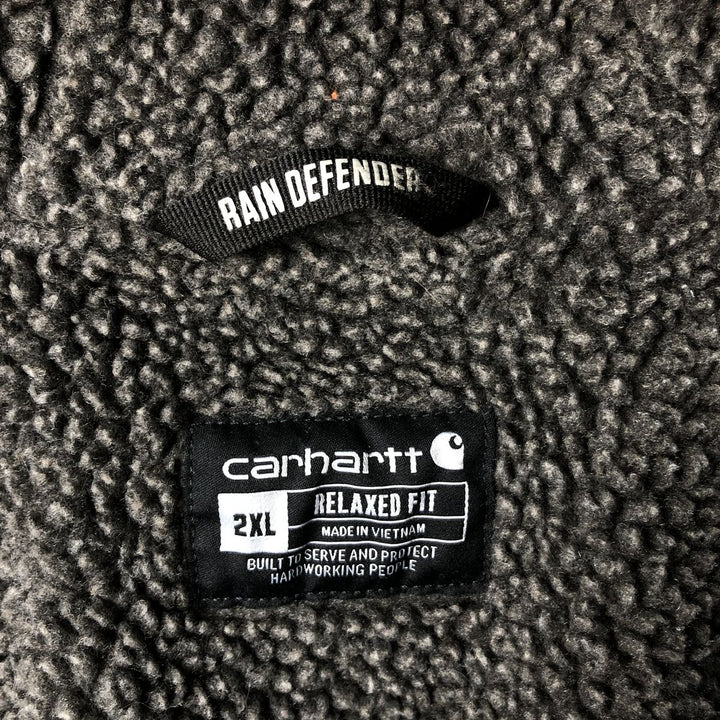 RAIN DEFENDER
carhartt
2XL
RELAXED FIT
MADE IN VIETNAM
BUILT TO SERVE AND PROTECT
HARDWORKING PEOPLE